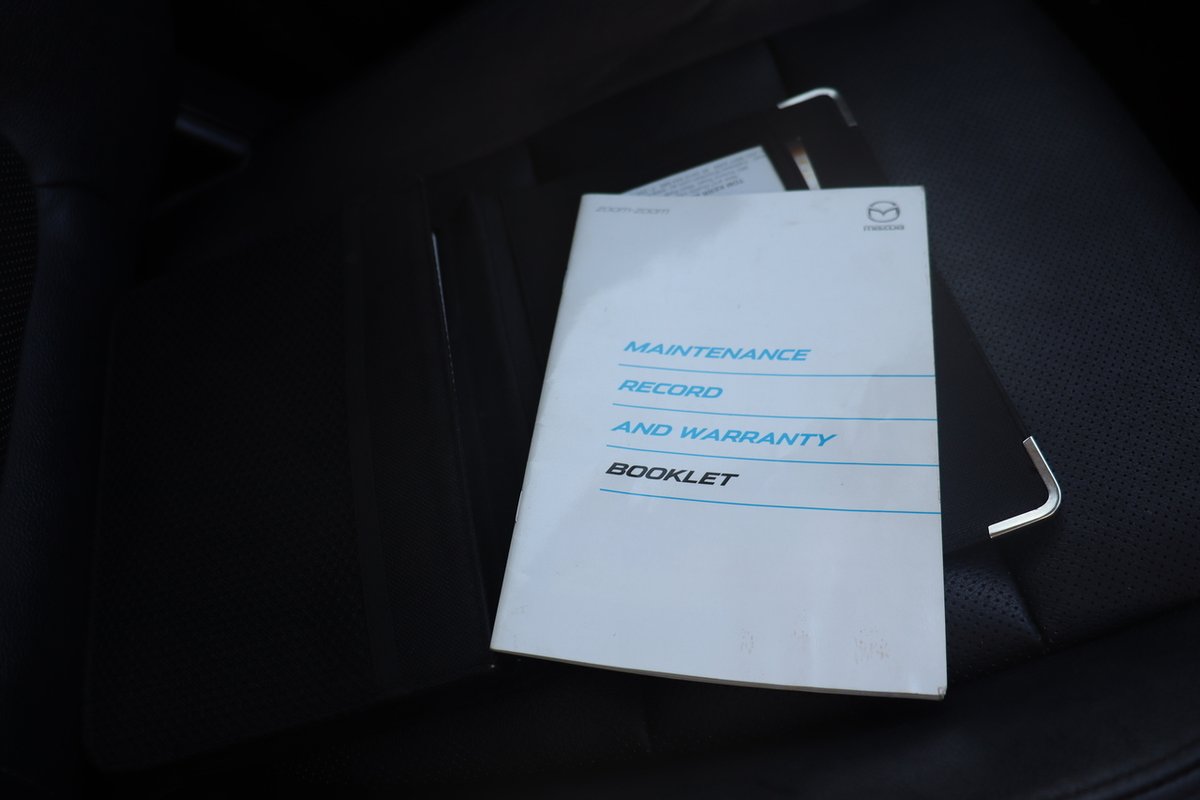 zoom-zoom
mazda
MAINTENANCE
RECORD
AND WARRANTY
BOOKLET